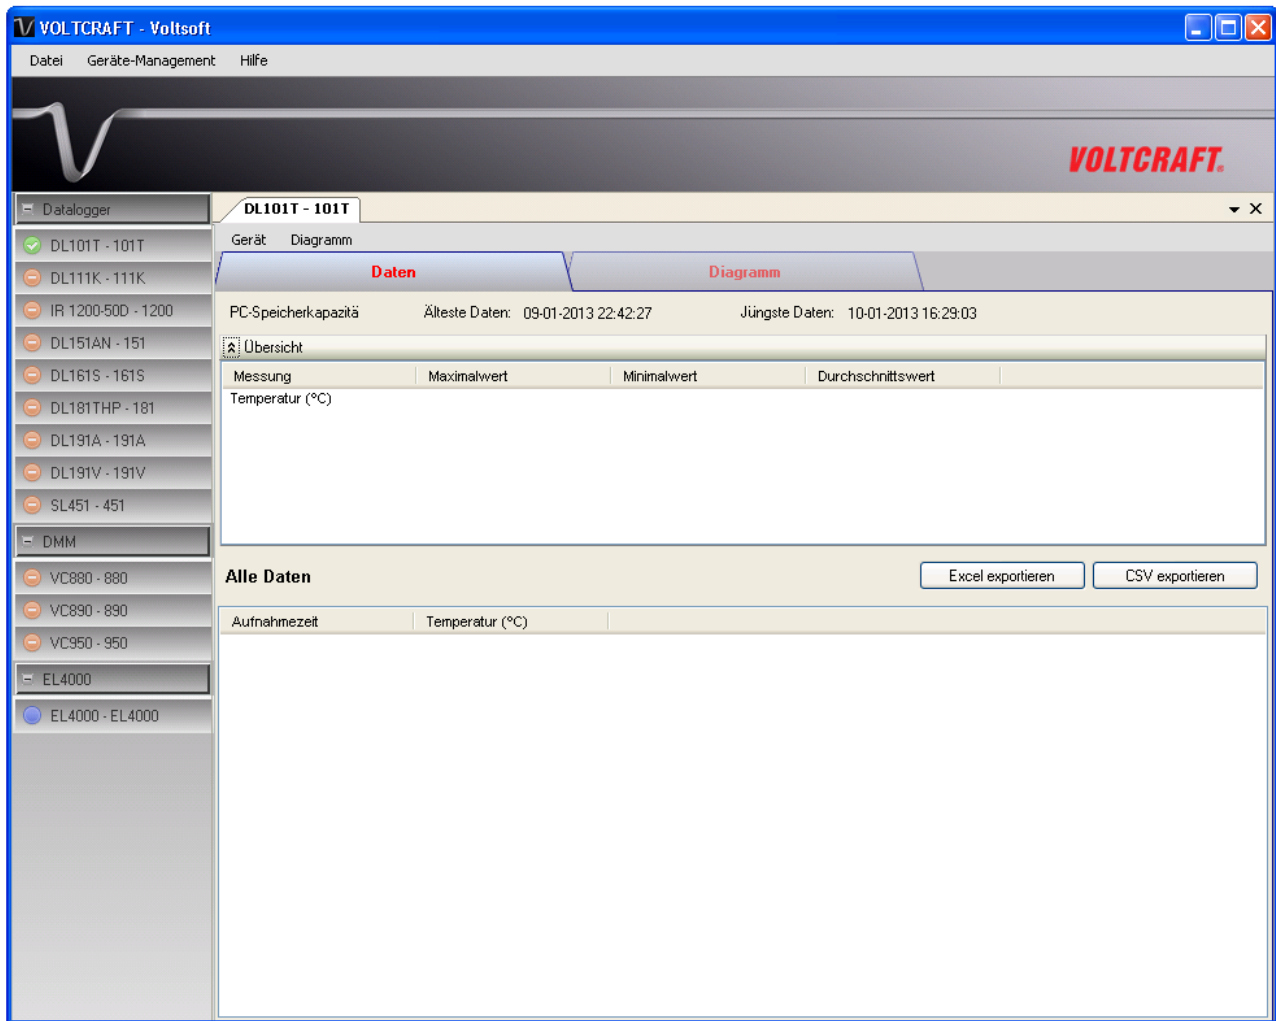 VOLTCRAFT - Voltsoft
Datei Geräte-Management Hilfe
VOLTCRAFT®
Datalogger
DL101T - 101T
DL111K - 111K
IR 1200-50D - 1200
DL151AN - 151
DL161S - 161S
DL181THP - 181
DL191A - 191A
DL191V - 191V
SL451 - 451
DMM
VC880 - 880
VC890 - 890
VC950 - 950
EL4000
EL4000 - EL4000
DL101T - 101T
Gerät Diagramm
Daten Diagramm
PC-Speicherkapazitä Älteste Daten: 09-01-2013 22:42:27 Jüngste Daten: 10-01-2013 16:29:03
Übersicht
Messung Maximalwert Minimalwert Durchschnittswert
Temperatur (°C)
Alle Daten Excel exportieren CSV exportieren
Aufnahmezeit Temperatur (°C)